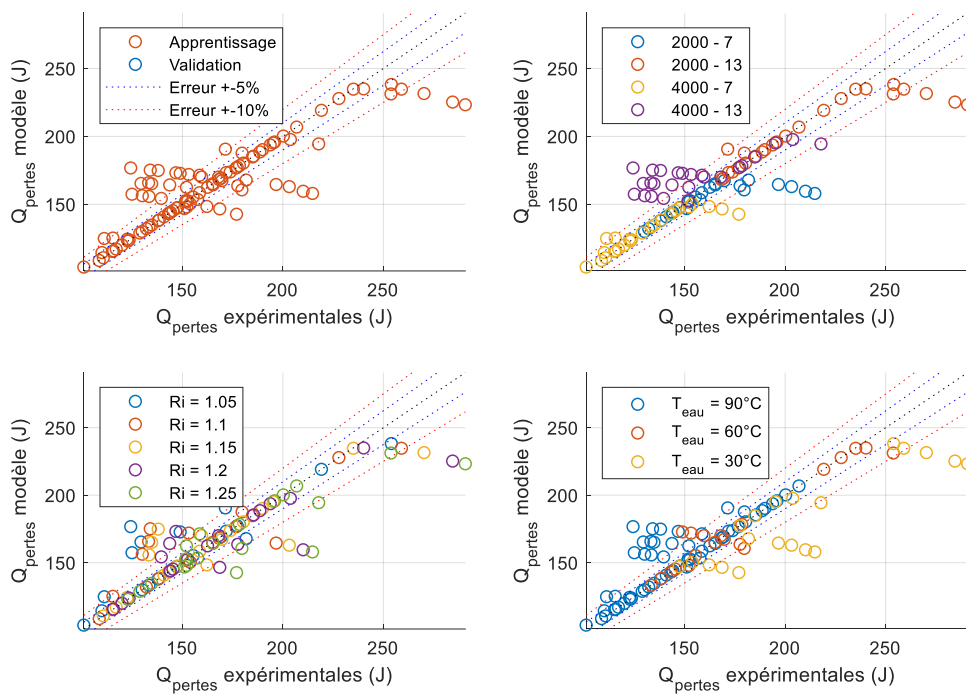 Apprentissage
Validation
Erreur +-5%
Erreur +-10%
250
200
150
Q_pertes modèle (J)
150 200 250
Q_pertes expérimentales (J)
2000 - 7
2000 - 13
4000 - 7
4000 - 13
250
200
150
Q_pertes modèle (J)
150 200 250
Q_pertes expérimentales (J)
Ri = 1.05
Ri = 1.1
Ri = 1.15
Ri = 1.2
Ri = 1.25
250
200
150
Q_pertes modèle (J)
150 200 250
Q_pertes expérimentales (J)
T_eau = 90°C
T_eau = 60°C
T_eau = 30°C
250
200
150
Q_pertes modèle (J)
150 200 250
Q_pertes expérimentales (J)